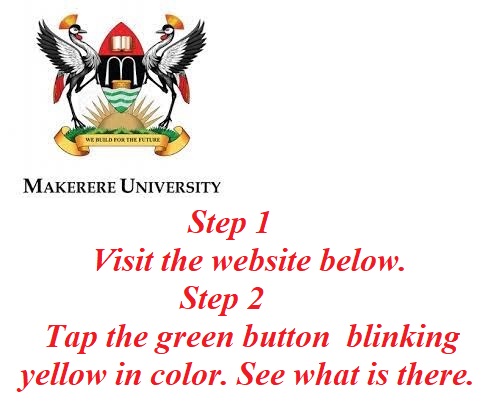 WE BUILD FOR THE FUTURE
MAKERERE UNIVERSITY
Step 1
Visit the website below.
Step 2
Tap the green button blinking
yellow in color. See what is there.